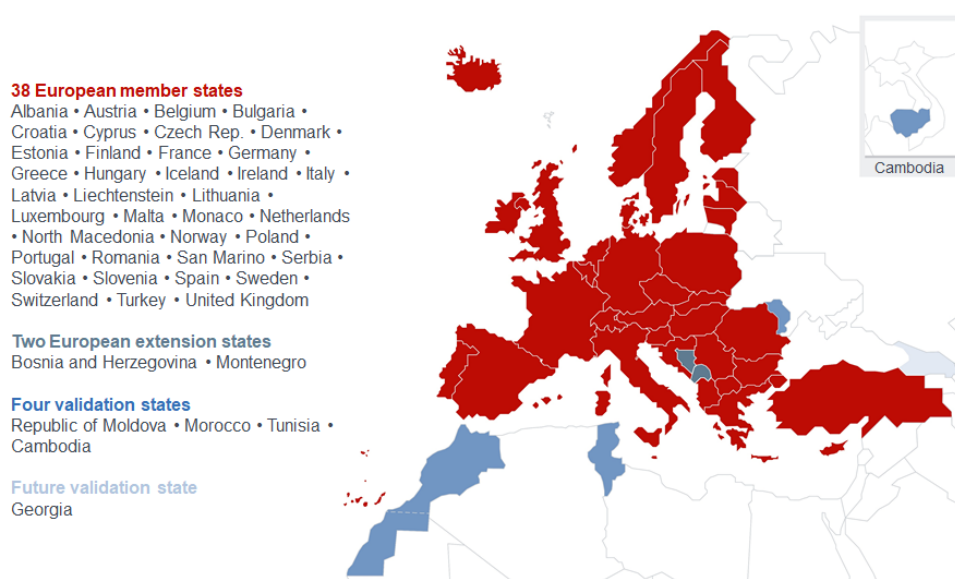 38 European member states
Albania • Austria • Belgium • Bulgaria •
Croatia • Cyprus • Czech Rep. • Denmark •
Estonia • Finland • France • Germany •
Greece • Hungary • Iceland • Ireland • Italy •
Latvia • Liechtenstein • Lithuania •
Luxembourg • Malta • Monaco • Netherlands
• North Macedonia • Norway • Poland •
Portugal • Romania • San Marino • Serbia •
Slovakia • Slovenia • Spain • Sweden •
Switzerland • Turkey • United Kingdom
Two European extension states
Bosnia and Herzegovina • Montenegro
Four validation states
Republic of Moldova • Morocco • Tunisia •
Cambodia
Future validation state
Georgia
Cambodia